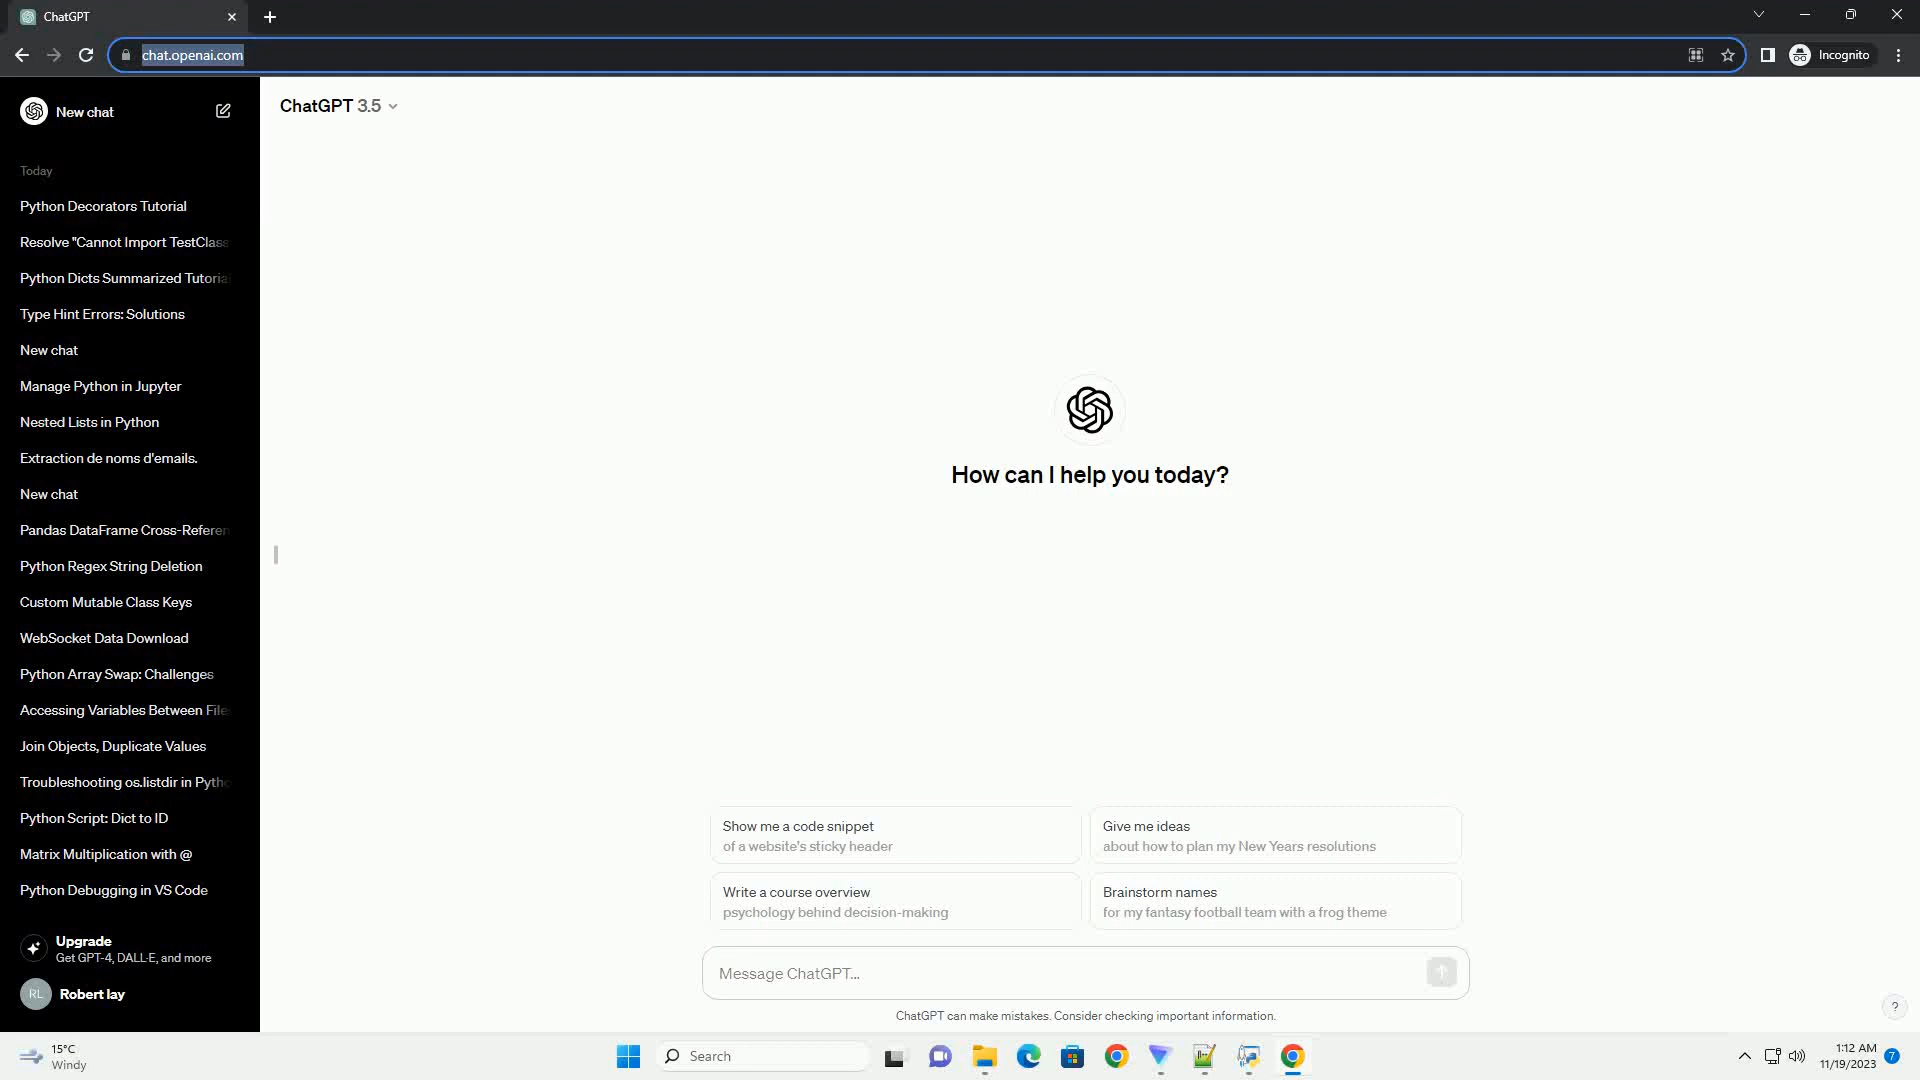 ChatGPT
chat.openai.com
Incognito
New chat
Today
Python Decorators Tutorial
Resolve "Cannot Import TestClass
Python Dicts Summarized Tutorial
Type Hint Errors: Solutions
New chat
Manage Python in Jupyter
Nested Lists in Python
Extraction de noms d'emails.
New chat
Pandas DataFrame Cross-Referen
Python Regex String Deletion
Custom Mutable Class Keys
WebSocket Data Download
Python Array Swap: Challenges
Accessing Variables Between File
Join Objects, Duplicate Values
Troubleshooting os.listdir in Pytho
Python Script: Dict to ID
Matrix Multiplication with @
Python Debugging in VS Code
Upgrade
Get GPT-4, DALL·E, and more
RL
Robert lay
ChatGPT 3.5
How can I help you today?
Show me a code snippet
of a website's sticky header
Give me ideas
about how to plan my New Years resolutions
Write a course overview
psychology behind decision-making
Brainstorm names
for my fantasy football team with a frog theme
Message ChatGPT...
ChatGPT can make mistakes. Consider checking important information.
?
15°C
Windy
Search
1:12 AM
11/19/2023
7